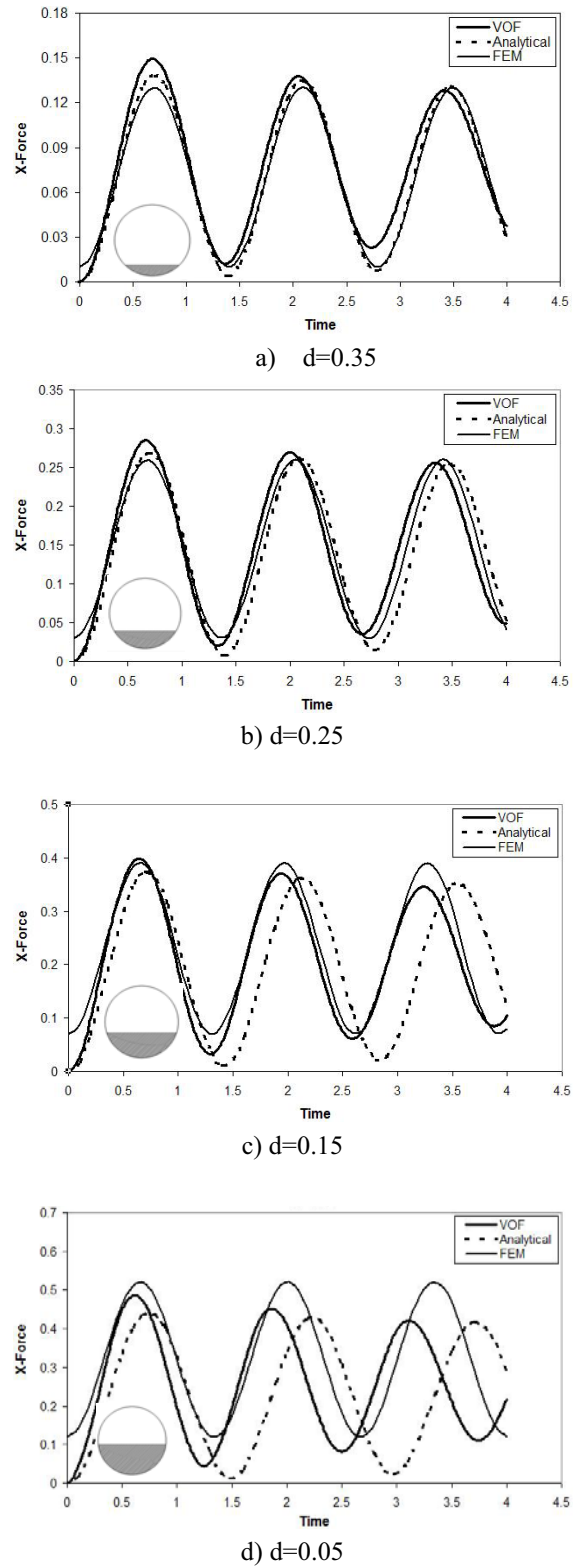 0.18
0.15
0.12
0.09
0.06
0.03
0
X-Force
VOF
Analytical
FEM
0 0.5 1 1.5 2 2.5 3 3.5 4 4.5
Time
a) d=0.35
0.35
0.3
0.25
0.2
0.15
0.1
0.05
0
X-Force
VOF
Analytical
FEM
0 0.5 1 1.5 2 2.5 3 3.5 4 4.5
Time
b) d=0.25
0.5
0.4
0.3
0.2
0.1
0
X-Force
VOF
Analytical
FEM
0 0.5 1 1.5 2 2.5 3 3.5 4 4.5
Time
c) d=0.15
0.7
0.6
0.5
0.4
0.3
0.2
0.1
0
X-Force
VOF
Analytical
FEM
0 0.5 1 1.5 2 2.5 3 3.5 4 4.5
Time
d) d=0.05